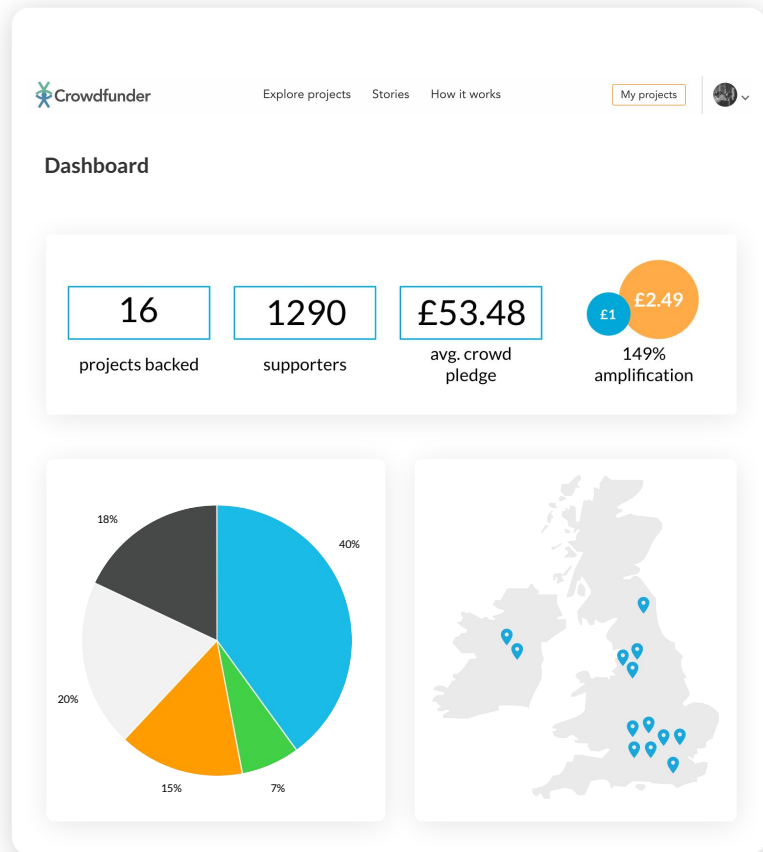 Crowdfunder
Explore projects
Stories
How it works
My projects
Dashboard
16
projects backed
1290
supporters
£53.48
avg. crowd
pledge
£1
£2.49
149%
amplification
18%
40%
20%
15%
7%